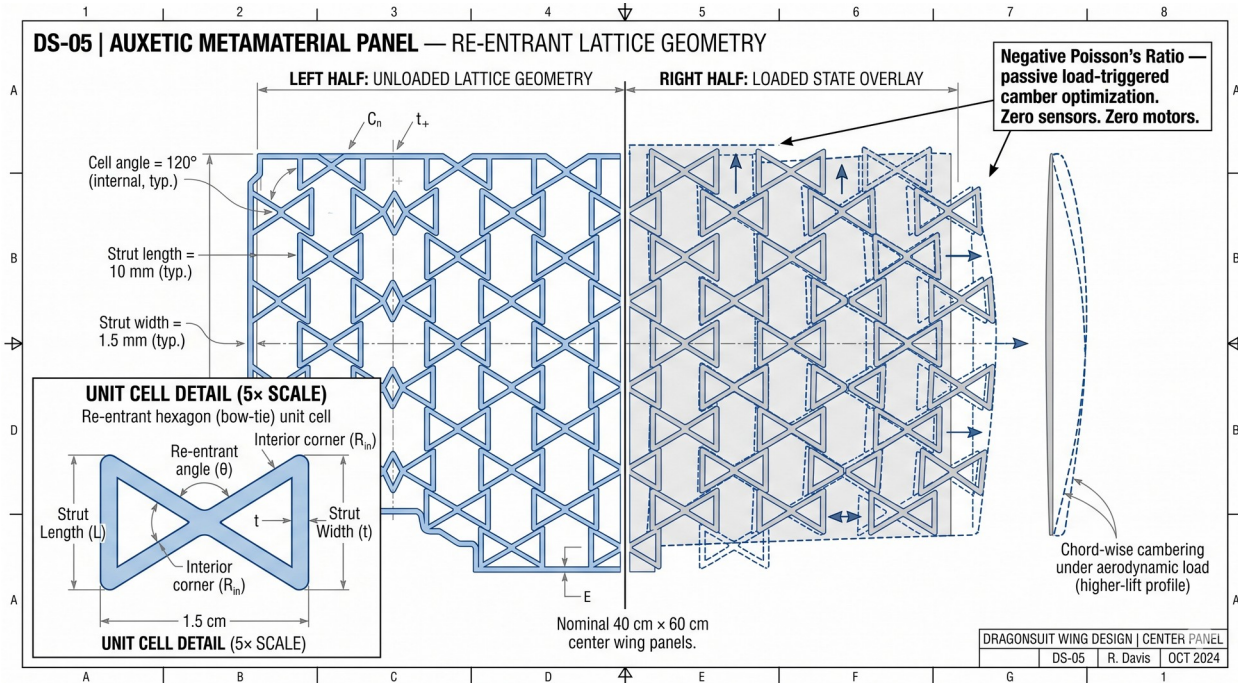 1 2 3 4 5 6 7 8
DS-05 | AUXETIC METAMATERIAL PANEL — RE-ENTRANT LATTICE GEOMETRY
LEFT HALF: UNLOADED LATTICE GEOMETRY
RIGHT HALF: LOADED STATE OVERLAY
Negative Poisson's Ratio —
passive load-triggered
camber optimization.
Zero sensors. Zero motors.
A
A
Cn
t+
Cell angle = 120°
(internal, typ.)
B
B
Strut length =
10 mm (typ.)
Strut width =
1.5 mm (typ.)
UNIT CELL DETAIL (5× SCALE)
Re-entrant hexagon (bow-tie) unit cell
Re-entrant
angle (θ)
Interior corner (Rin)
D
B
Strut
Length (L)
t
Strut
Width (t)
Interior
corner (Rin)
1.5 cm
UNIT CELL DETAIL (5× SCALE)
E
Nominal 40 cm × 60 cm
center wing panels.
Chord-wise cambering
under aerodynamic load
(higher-lift profile)
A
A
DRAGONSUIT WING DESIGN | CENTER PANEL
DS-05 R. Davis OCT 2024
A B C D E F G 1